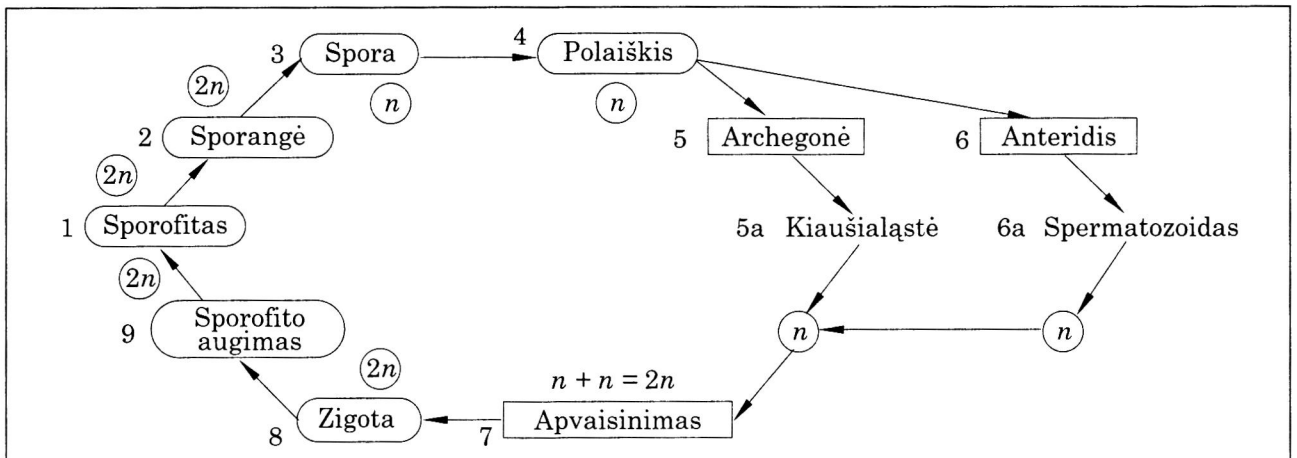 3 Spora
4 Polaiškis
2n
n
n
2 Sporangė
5 Archegonė
6 Anteridis
2n
1 Sporofitas
5a Kiaušialąstė
6a Spermatozoidas
2n
9 Sporofito
augimas
n
n
2n
n + n = 2n
8 Zigota
7 Apvaisinimas